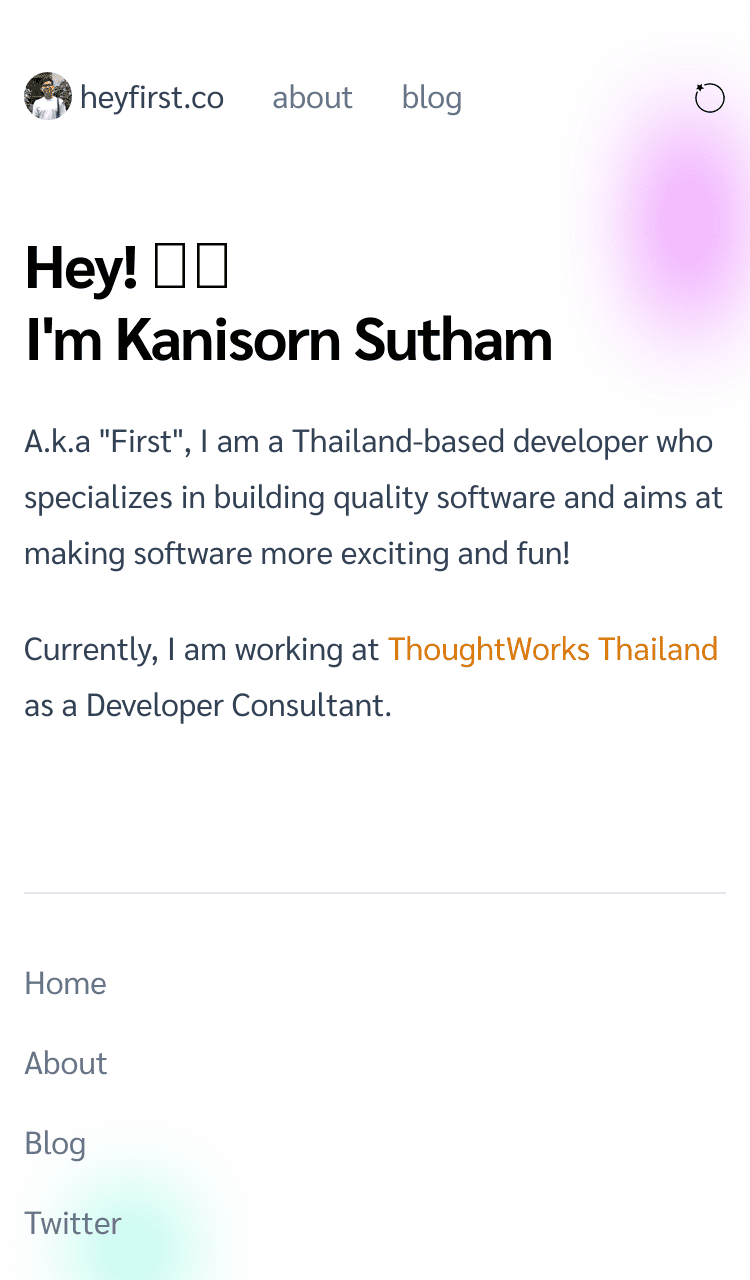 heyfirst.co about blog
Hey!
I'm Kanisorn Sutham
A.k.a "First", I am a Thailand-based developer who
specializes in building quality software and aims at
making software more exciting and fun!
Currently, I am working at ThoughtWorks Thailand
as a Developer Consultant.
Home
About
Blog
Twitter